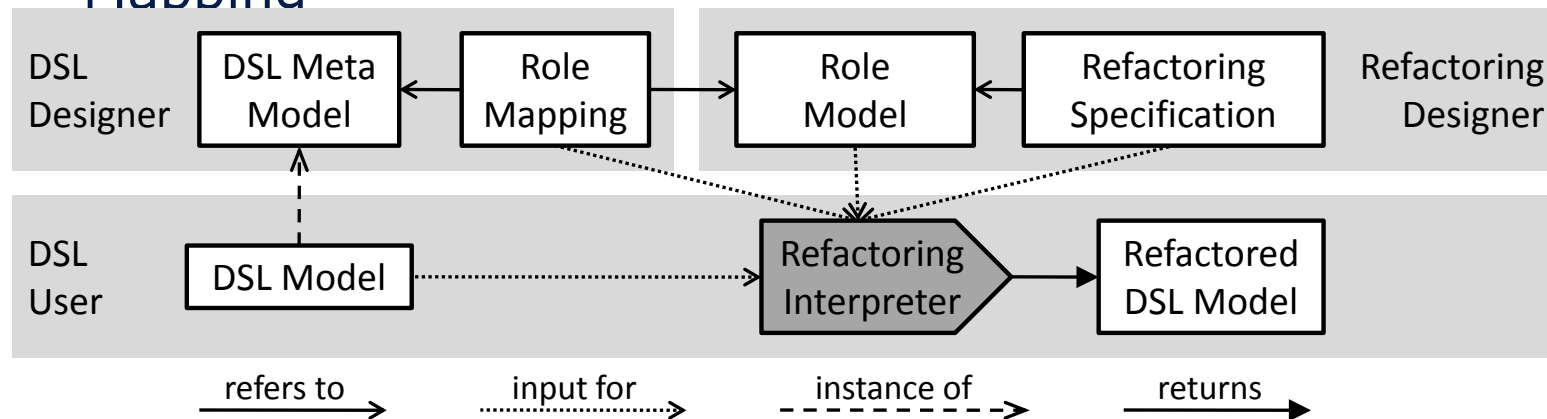 Mapping
DSL
Designer
DSL Meta
Model
Role
Mapping
Role
Model
Refactoring
Specification
Refactoring
Designer
DSL
User
DSL Model
Refactoring
Interpreter
Refactored
DSL Model
refers to
input for
instance of
returns